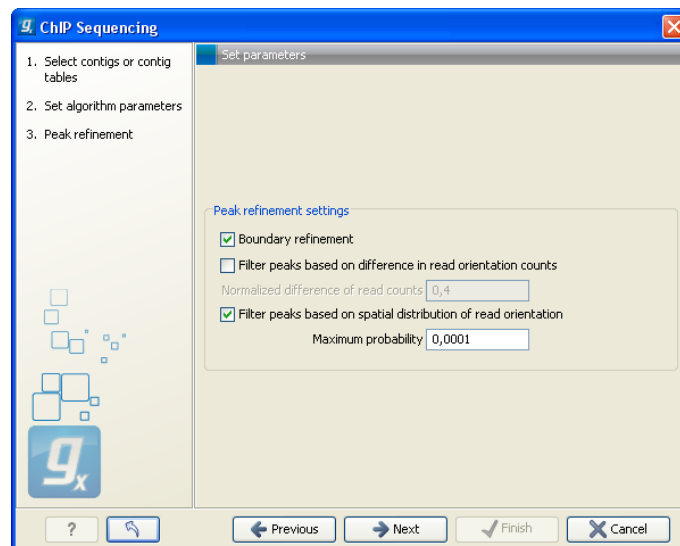 ChIP Sequencing
1. Select contigs or contig
tables
2. Set algorithm parameters
3. Peak refinement
Set parameters
Peak refinement settings
Boundary refinement
Filter peaks based on difference in read orientation counts
Normalized difference of read counts 0,4
Filter peaks based on spatial distribution of read orientation
Maximum probability 0,0001
gx
? Previous Next Finish Cancel